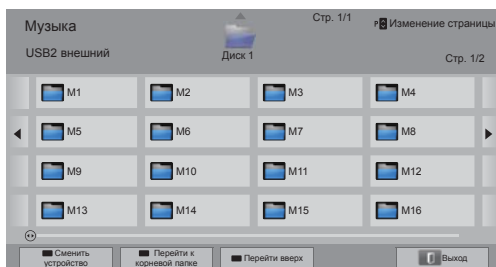 Музыка
Стр. 1/1
P Изменение страницы
USB2 внешний
Диск 1
Стр. 1/2
M1 M2 M3 M4
M5 M6 M7 M8
M9 M10 M11 M12
M13 M14 M15 M16
Сменить устройство
Перейти к корневой папке
Перейти вверх
Выход